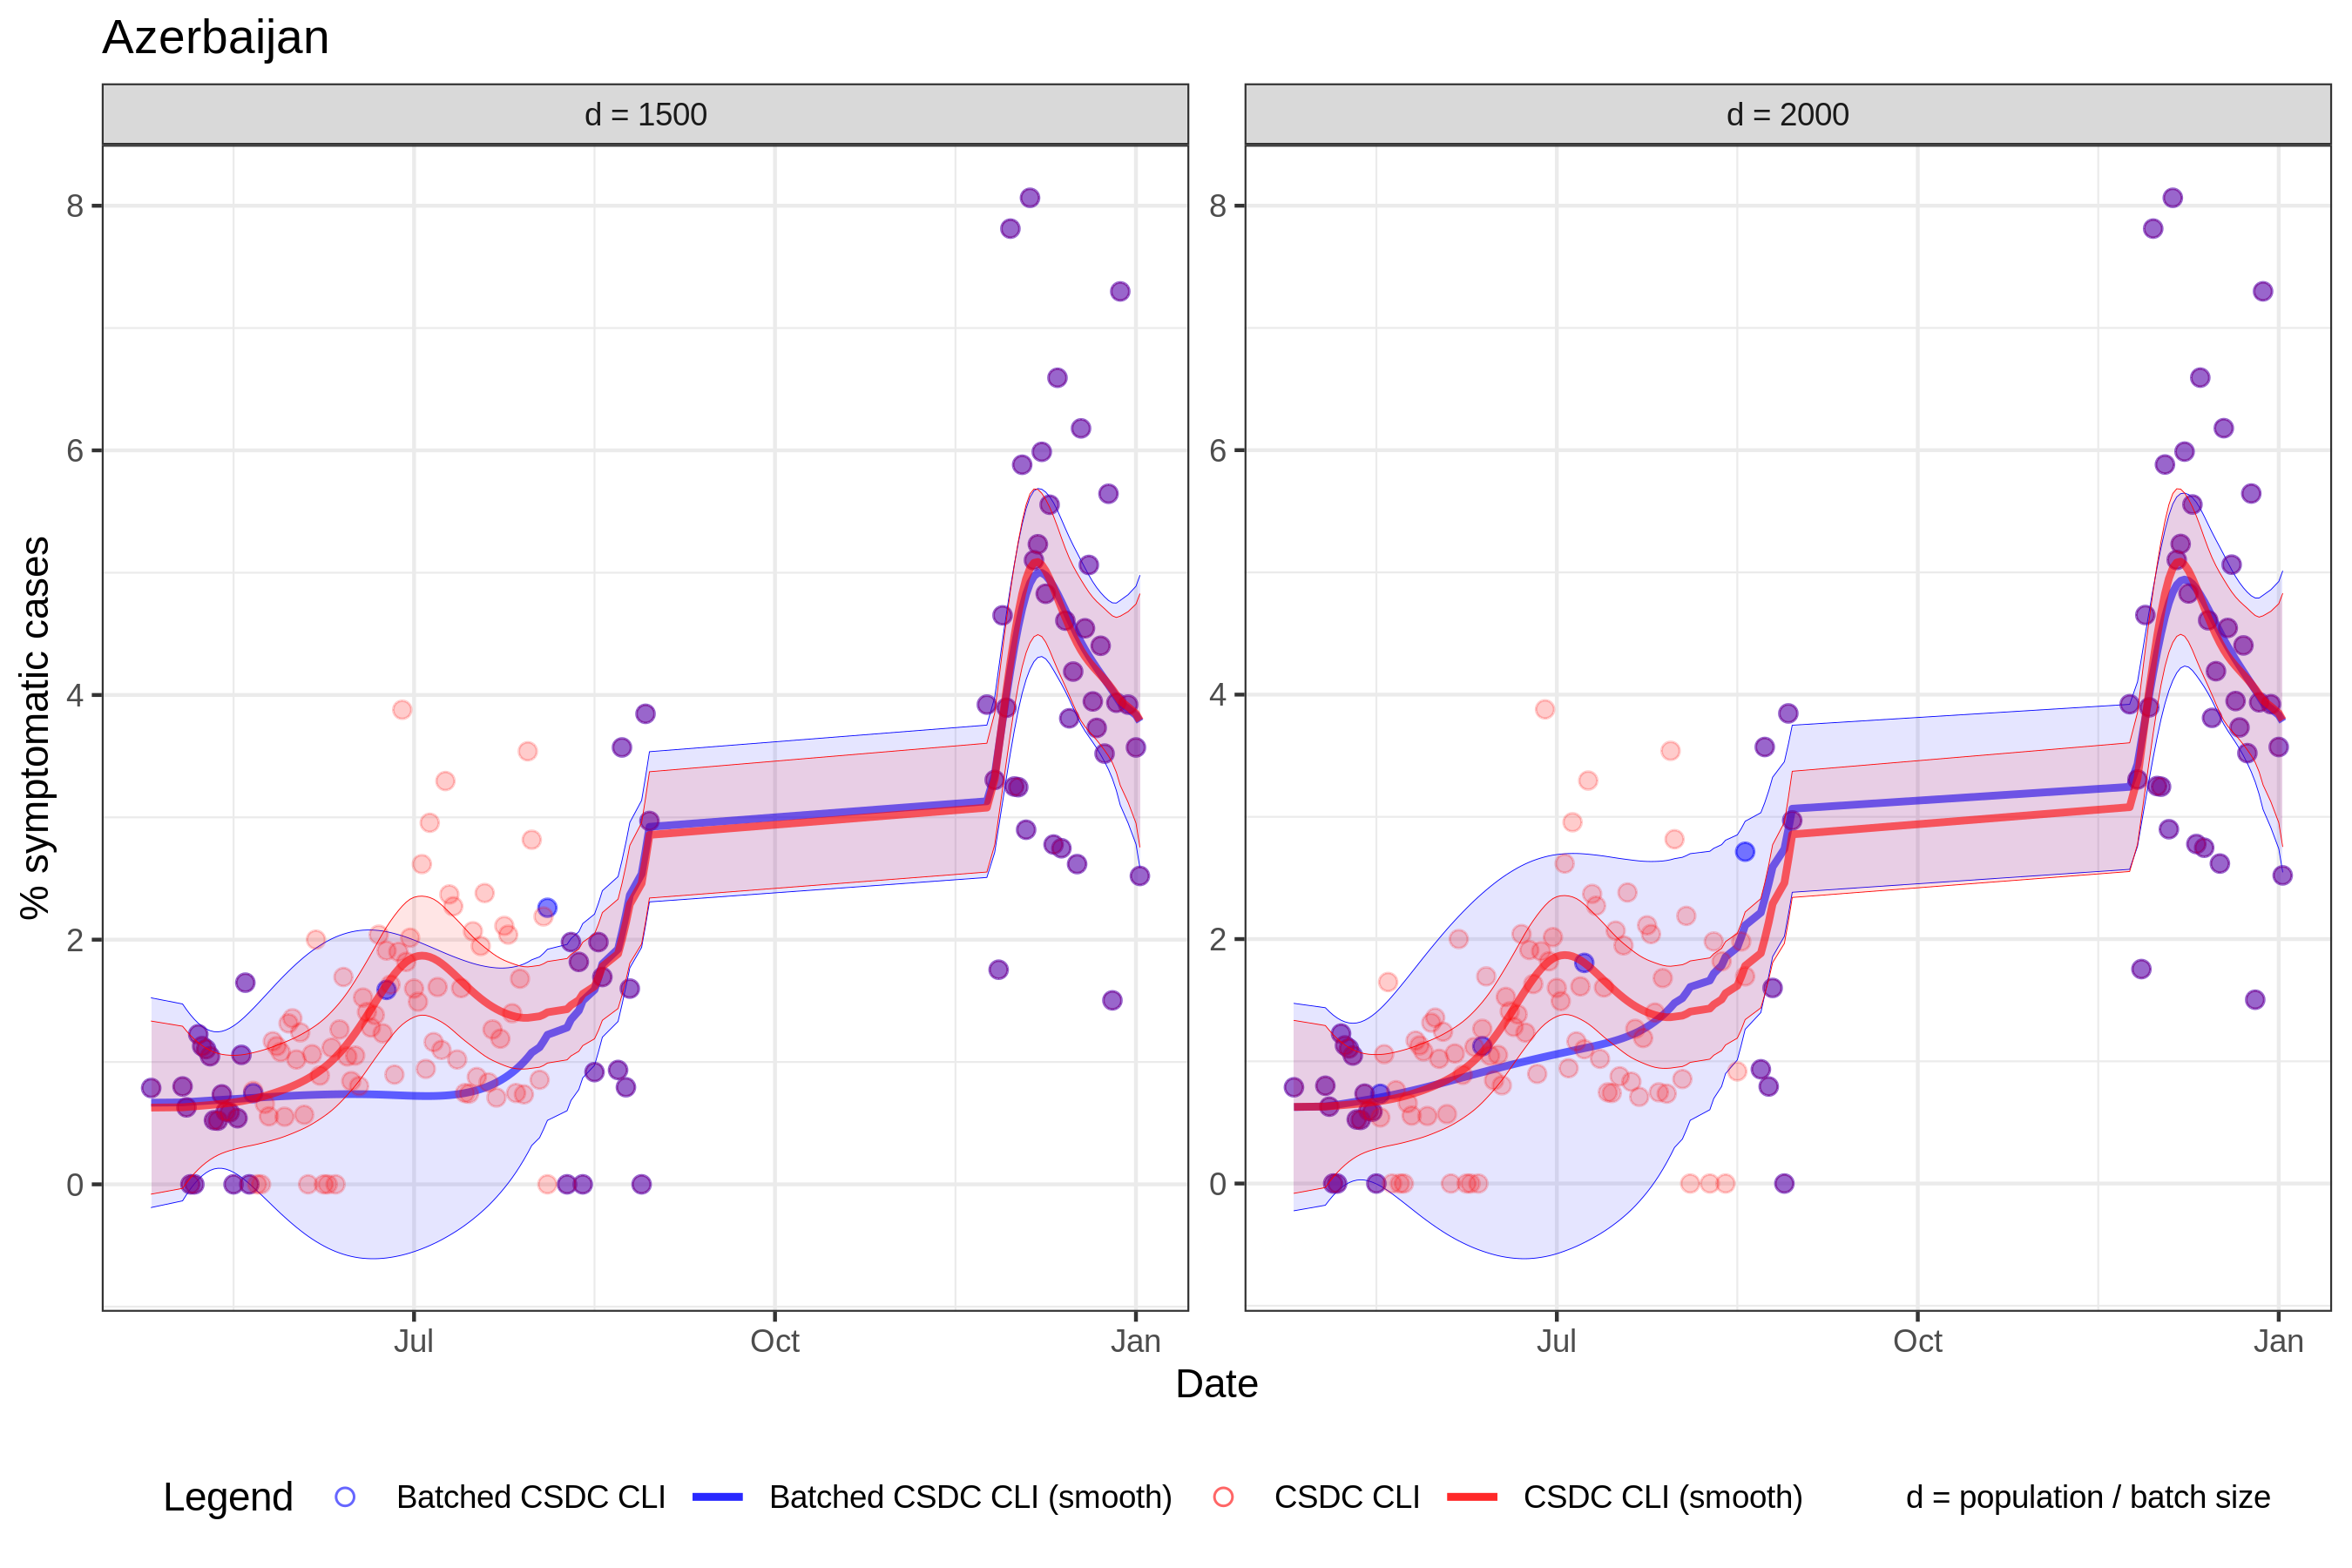 Azerbaijan
d = 1500
d = 2000
% symptomatic cases
8
6
4
2
0
8
6
4
2
0
Jul
Oct
Jan
Jul
Oct
Jan
Date
Legend
Batched CSDC CLI
Batched CSDC CLI (smooth)
CSDC CLI
CSDC CLI (smooth)
d = population / batch size